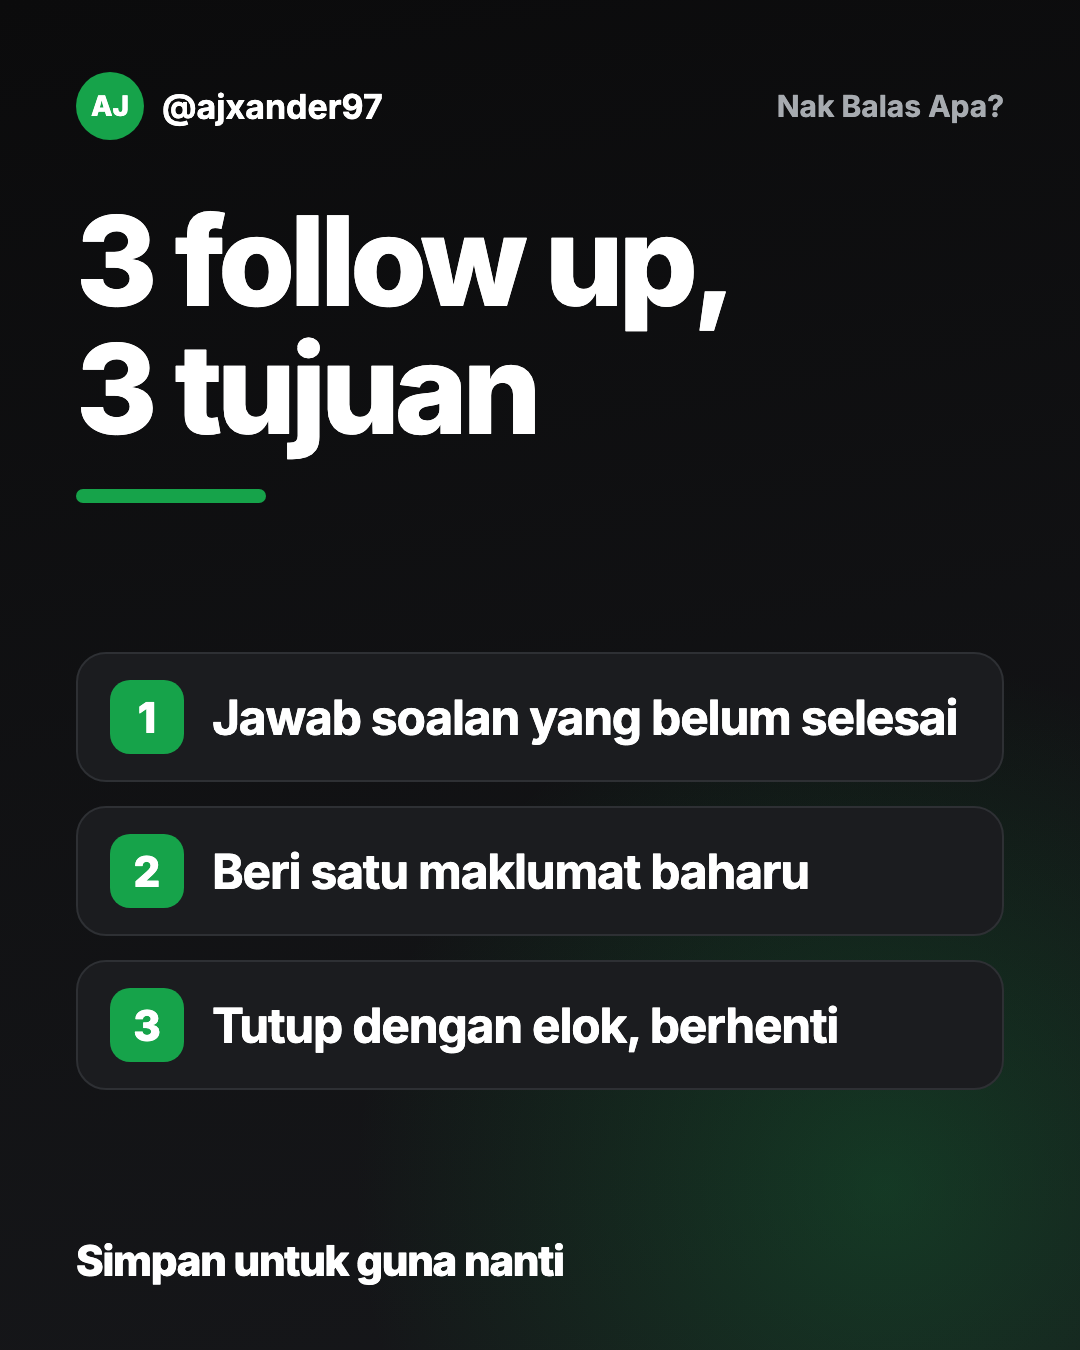 AJ @ajxander97
Nak Balas Apa?
3 follow up,
3 tujuan
1 Jawab soalan yang belum selesai
2 Beri satu maklumat baharu
3 Tutup dengan elok, berhenti
Simpan untuk guna nanti